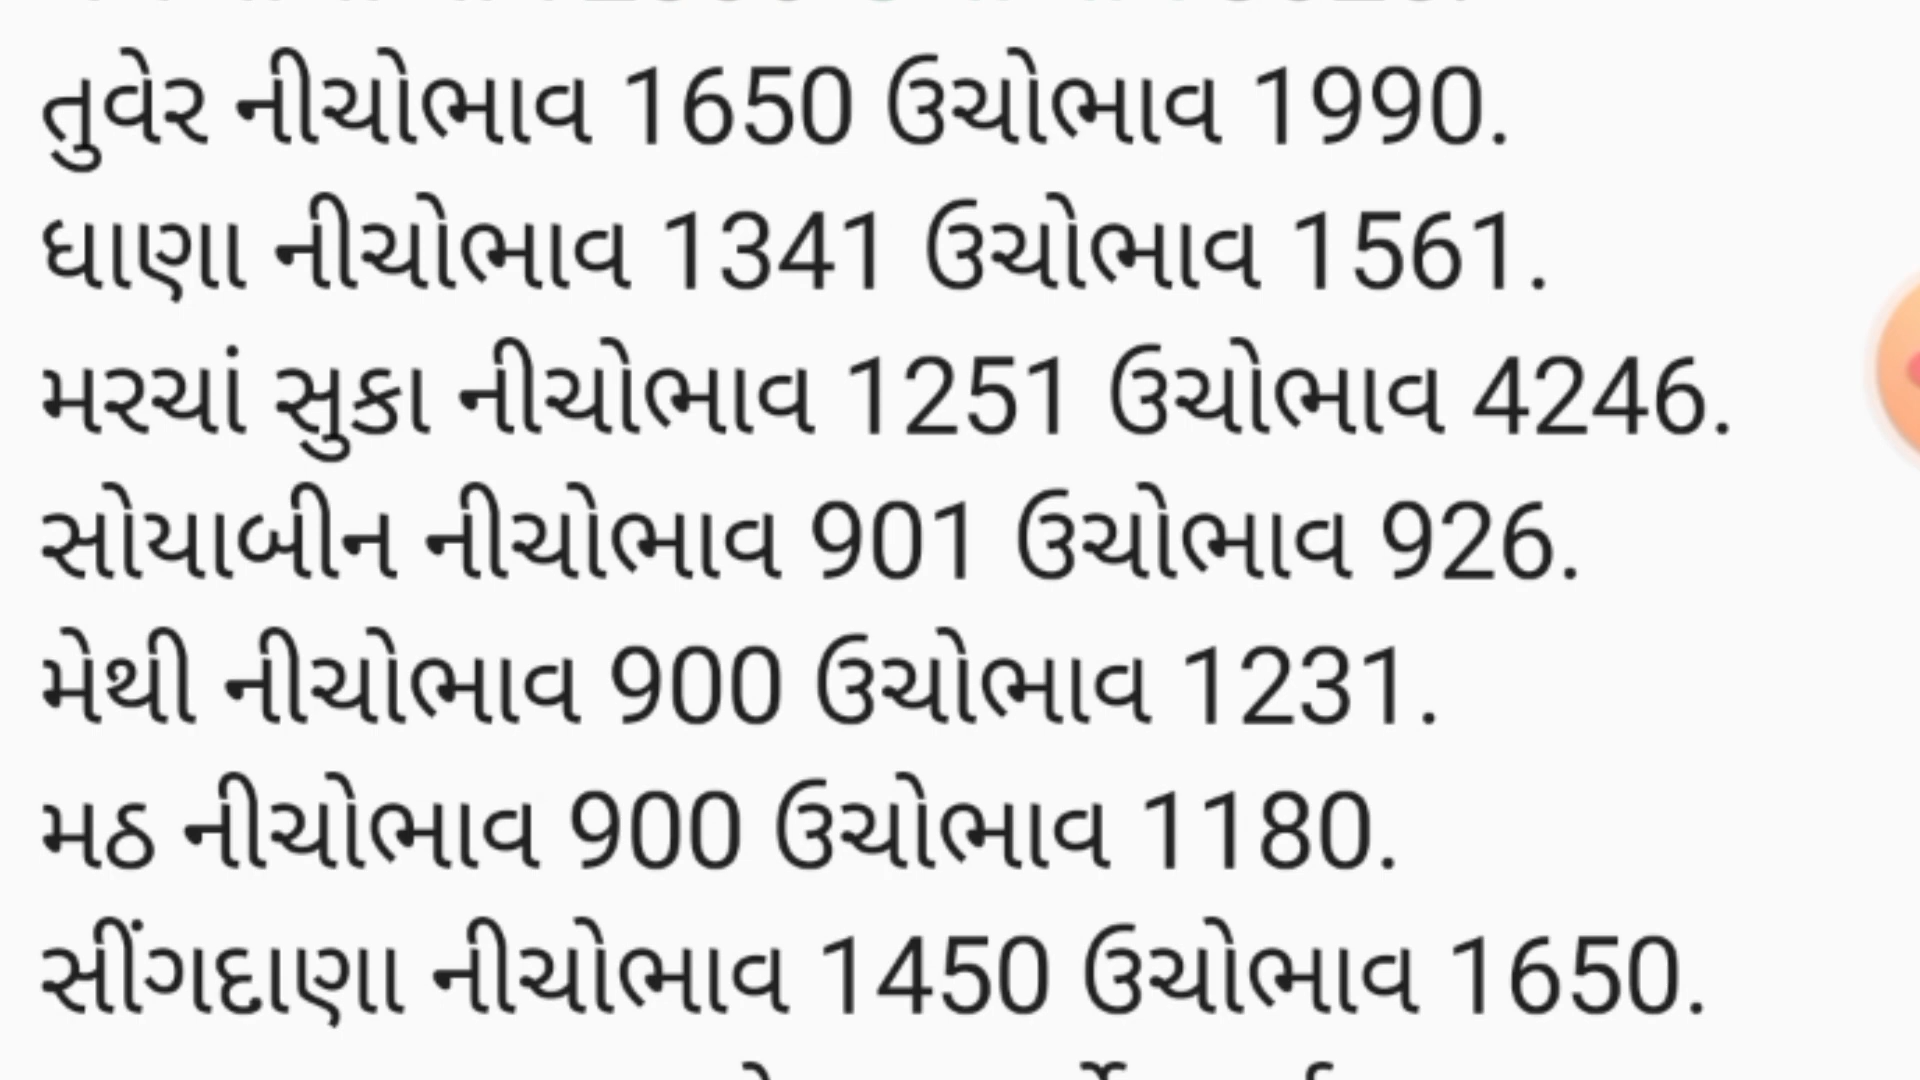 તુવેર નીચોભાવ 1650 ઉચોભાવ 1990.
ધાણા નીચોભાવ 1341 ઉચોભાવ 1561.
મરચાં સુકા નીચોભાવ 1251 ઉચોભાવ 4246.
સોયાબીન નીચોભાવ 901 ઉચોભાવ 926.
મેથી નીચોભાવ 900 ઉચોભાવ 1231.
મઠ નીચોભાવ 900 ઉચોભાવ 1180.
સીંગદાણા નીચોભાવ 1450 ઉચોભાવ 1650.